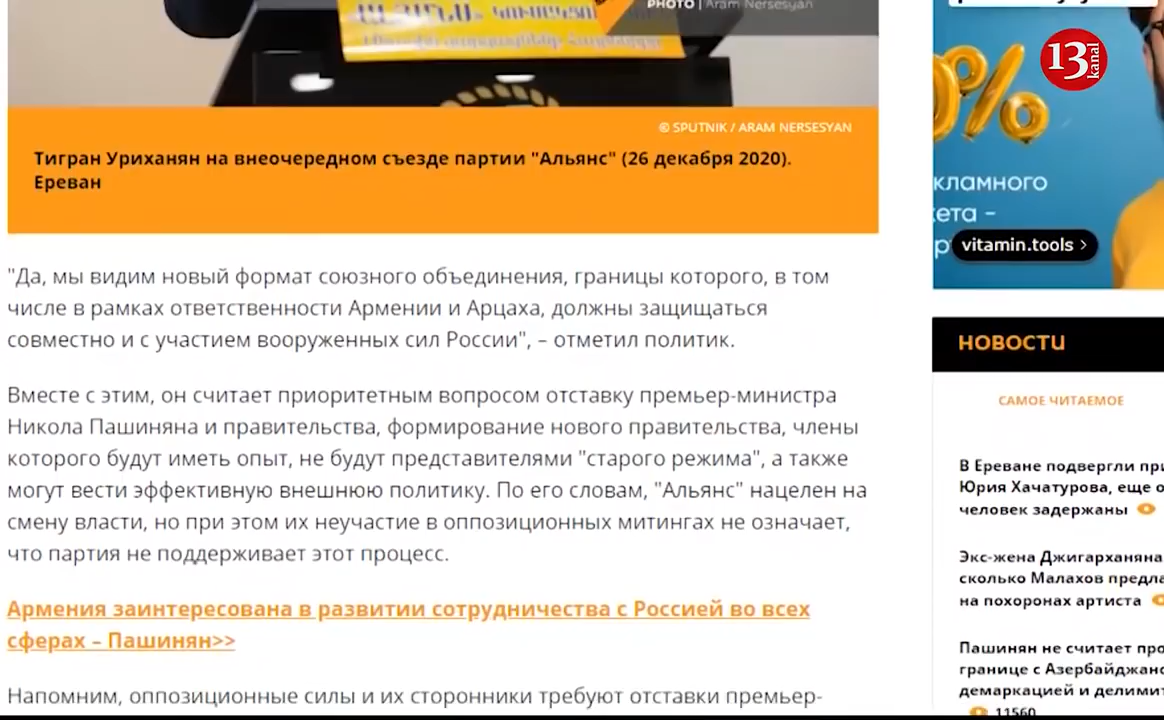 PHOTO | Aram Nersesyan
© SPUTNIK / ARAM NERSESYAN
Тигран Уриханян на внеочередном съезде партии "Альянс" (26 декабря 2020).
Ереван
"Да, мы видим новый формат союзного объединения, границы которого, в том
числе в рамках ответственности Армении и Арцаха, должны защищаться
совместно и с участием вооруженных сил России", – отметил политик.
Вместе с этим, он считает приоритетным вопросом отставку премьер-министра
Никола Пашиняна и правительства, формирование нового правительства, члены
которого будут иметь опыт, не будут представителями "старого режима", а также
могут вести эффективную внешнюю политику. По его словам, "Альянс" нацелен на
смену власти, но при этом их неучастие в оппозиционных митингах не означает,
что партия не поддерживает этот процесс.
Армения заинтересована в развитии сотрудничества с Россией во всех
сферах – Пашинян>>
Напомним, оппозиционные силы и их сторонники требуют отставки премьер-
13 kanal
%
кламного
кета –
vitamin.tools >
НОВОСТИ
САМОЕ ЧИТАЕМОЕ
В Ереване подвергли
Юрия Хачатурова, еще
человек задержаны
Экс-жена Джигарханяна
сколько Малахов
на похоронах артиста
Пашинян не считает
границе с
демаркацией и
11560